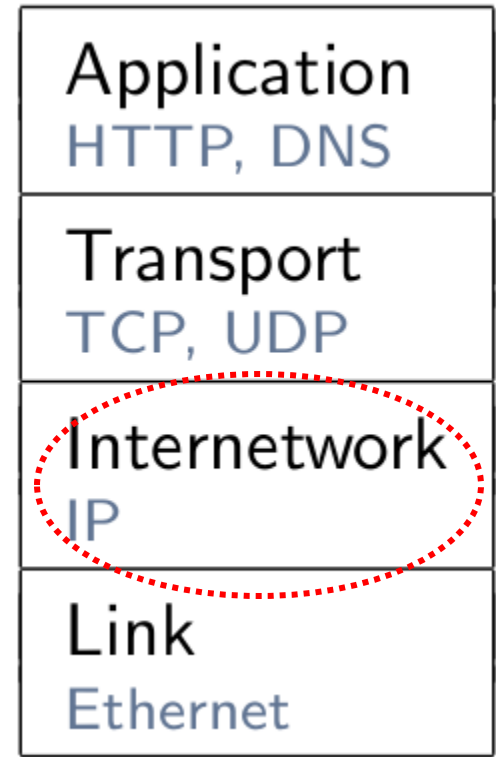 Application
HTTP, DNS
Transport
TCP, UDP
Internetwork
IP
Link
Ethernet